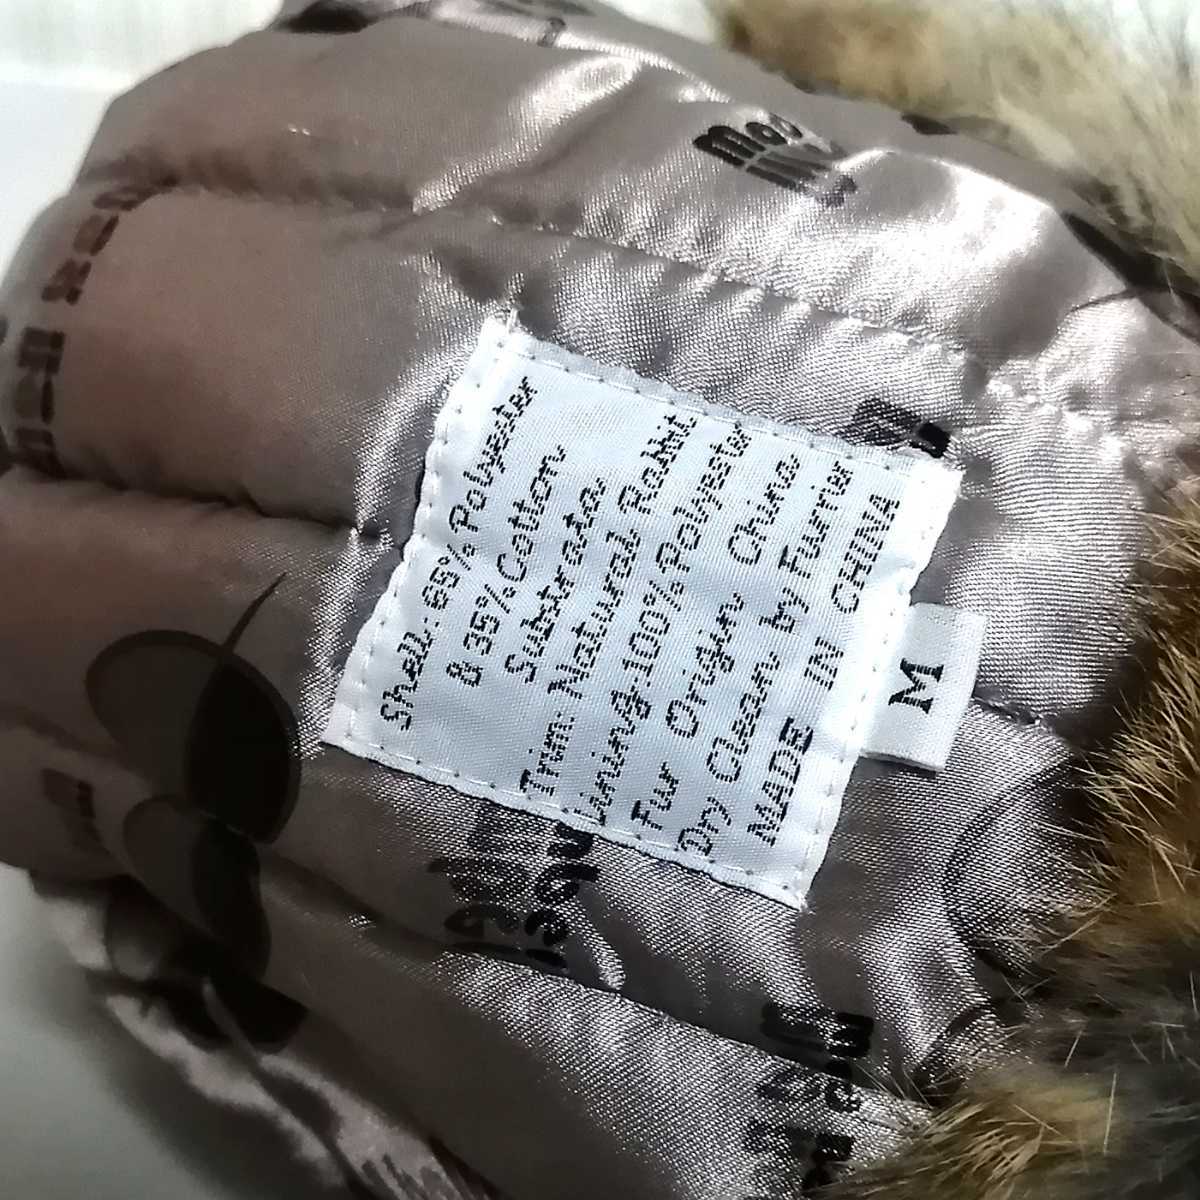 Shell: 65% Polyester
& 35% Cotton
Substrata
Trim: Natural Rabbit
Lining: 100% Polyester
Fur Origin China
Dry Clean by Furrier
MADE IN CHINA
M